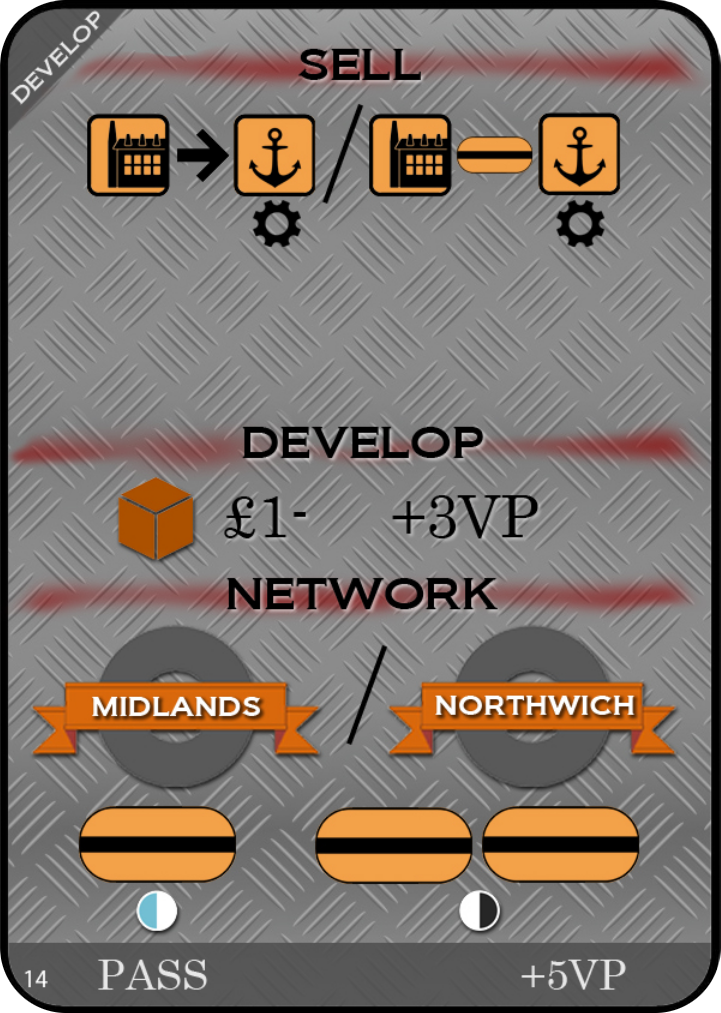 DEVELOP
SELL
DEVELOP
£1- +3VP
NETWORK
MIDLANDS / NORTHWICH
14 PASS +5VP